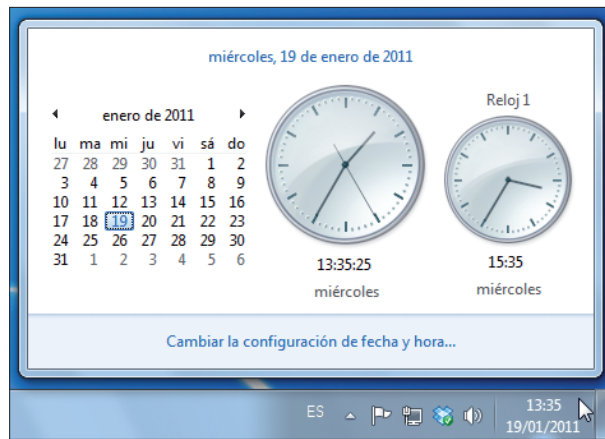 miércoles, 19 de enero de 2011
enero de 2011
lu ma mi ju vi sá do
27 28 29 30 31 1 2
3 4 5 6 7 8 9
10 11 12 13 14 15 16
17 18 19 20 21 22 23
24 25 26 27 28 29 30
31 1 2 3 4 5 6
13:35:25
miércoles
Reloj 1
15:35
miércoles
Cambiar la configuración de fecha y hora...
ES
13:35
19/01/2011